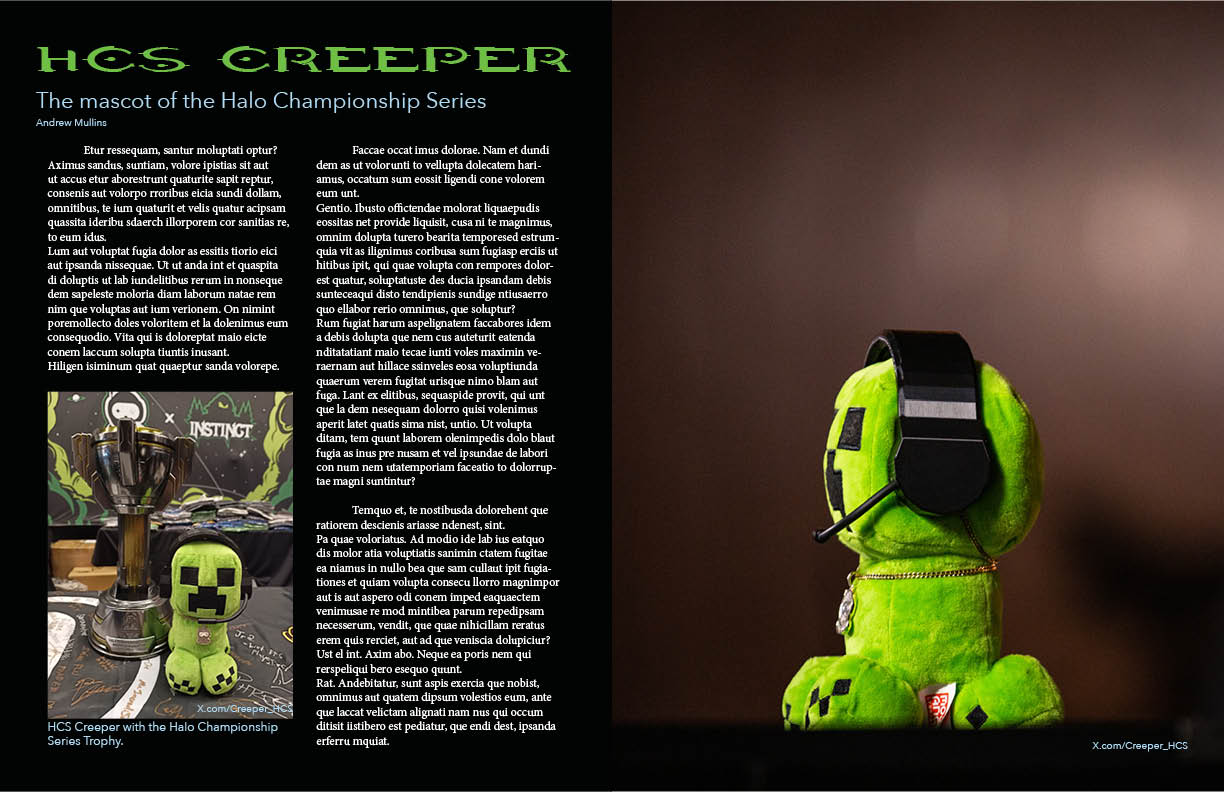 HCS CREEPER
The mascot of the Halo Championship Series
Andrew Mullins
Etur ressequam, santur moluptati optur?
Aximus sandus, suntiam, volore ipistias sit aut
ut accus etur aborestrunt quaturite sapit reptur,
consenis aut volorpo rroribus eicia sundi dollam,
omnitibus, te ium quaturit et velis quatur acipsam
quassita ideribu sdaerch illorporem cor sanitias re,
to eum idus.
Lum aut voluptat fugia dolor as essitis tiorio eici
aut ipsanda nissequae. Ut ut anda int et quaspita
di doluptis ut lab iundelitibus rerum in nonseque
dem sapeleste moloria diam laborum natae rem
nim que voluptas aut ium verionem. On nimint
poremollecto doles voloritem et la dolenimus eum
consequodio. Vita qui is doloreptat maio eicte
conem laccum solupta tiuntis inusant.
Hiligen isiminum quat quaeptur sanda volorepe.
X
INSTINCT
X.com/Creeper_HCS
HCS Creeper with the Halo Championship
Series Trophy.
Faccae occat imus dolorae. Nam et dundi
dem as ut volorunti to vellupta dolecatem hari-
amus, occatum sum eossit ligendi cone volorem
eum unt.
Gentio. Ibusto offictendae molorat liquaepudis
eossitas net provide liquisit, cusa ni te magnimus,
omnim dolupta turero bearita temporesed estrum-
quia vit as ilignimus coribusa sum fugiasp erciis ut
hitibus ipit, qui quae volupta con rempores dolor-
est quatur, soluptatuste des ducia ipsandam debis
sunteceaqui disto tendipienis sundige ntiusaerro
quo ellabor rerio omnimus, que soluptur?
Rum fugiat harum aspelignatem faccabores idem
a debis dolupta que nem cus auteturit eatenda
nditatatiant maio tecae iunti voles maximin ve-
raernam aut hillace ssinveles eosa voluptiunda
quaerum verem fugitat urisque nimo blam aut
fuga. Lant ex elitibus, sequaspide provit, qui unt
que la dem nesequam dolorro quisi volenimus
aperit latet quatis sima nist, untio. Ut volupta
ditam, tem quunt laborem olenimpedis dolo blaut
fugia as inus pre nusam et vel ipsundae de labori
con num nem utatemporiam faceatio to dolorrup-
tae magni suntintur?
Temquo et, te nostibusda dolorehent que
ratiorem descienis ariasse ndenest, sint.
Pa quae voloriatus. Ad modio ide lab ius eatquo
dis molor atia voluptiatis sanimin ctatem fugitae
ea niamus in nullo bea que sam cullaut ipit fugia-
tiones et quiam volupta consecu llorro magnimpor
aut is aut aspero odi conem imped eaquaectem
venimusae re mod mintibea parum repedipsam
necesserum, vendit, que quae nihicillam reratus
erem quis rerciet, aut ad que veniscia dolupiciur?
Ust el int. Axim abo. Neque ea poris nem qui
rerspeliqui bero esequo quunt.
Rat. Andebitatur, sunt aspis exercia que nobist,
omnimus aut quatem dipsum volestios eum, ante
que laccat velictam alignati nam nus qui occum
ditisit iistibero est pediatur, que endi dest, ipsanda
erferru mquiat.
X.com/Creeper_HCS